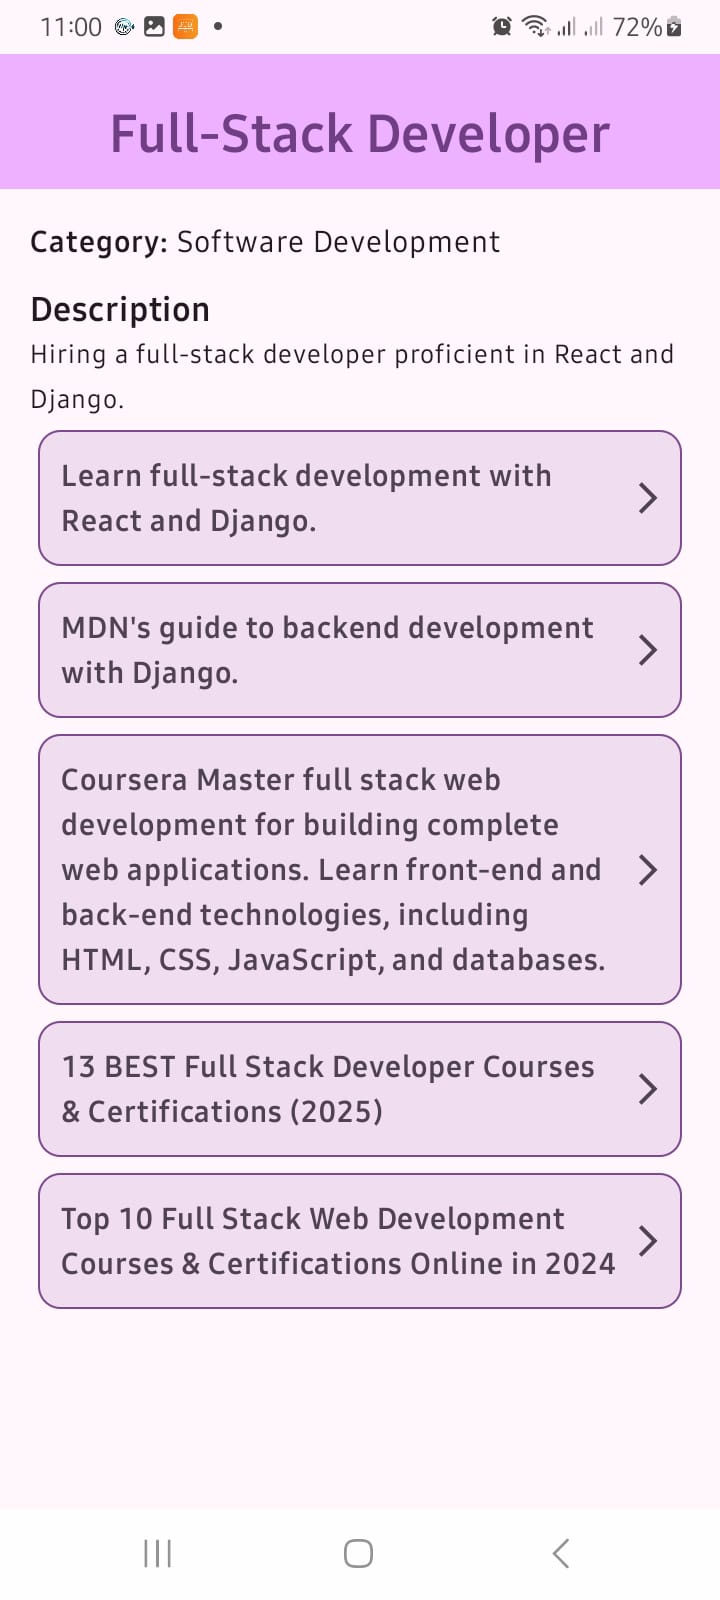 11:00
72%
Full-Stack Developer
Category: Software Development
Description
Hiring a full-stack developer proficient in React and
Django.
Learn full-stack development with
React and Django.
MDN's guide to backend development
with Django.
Coursera Master full stack web
development for building complete
web applications. Learn front-end and
back-end technologies, including
HTML, CSS, JavaScript, and databases.
13 BEST Full Stack Developer Courses
& Certifications (2025)
Top 10 Full Stack Web Development
Courses & Certifications Online in 2024